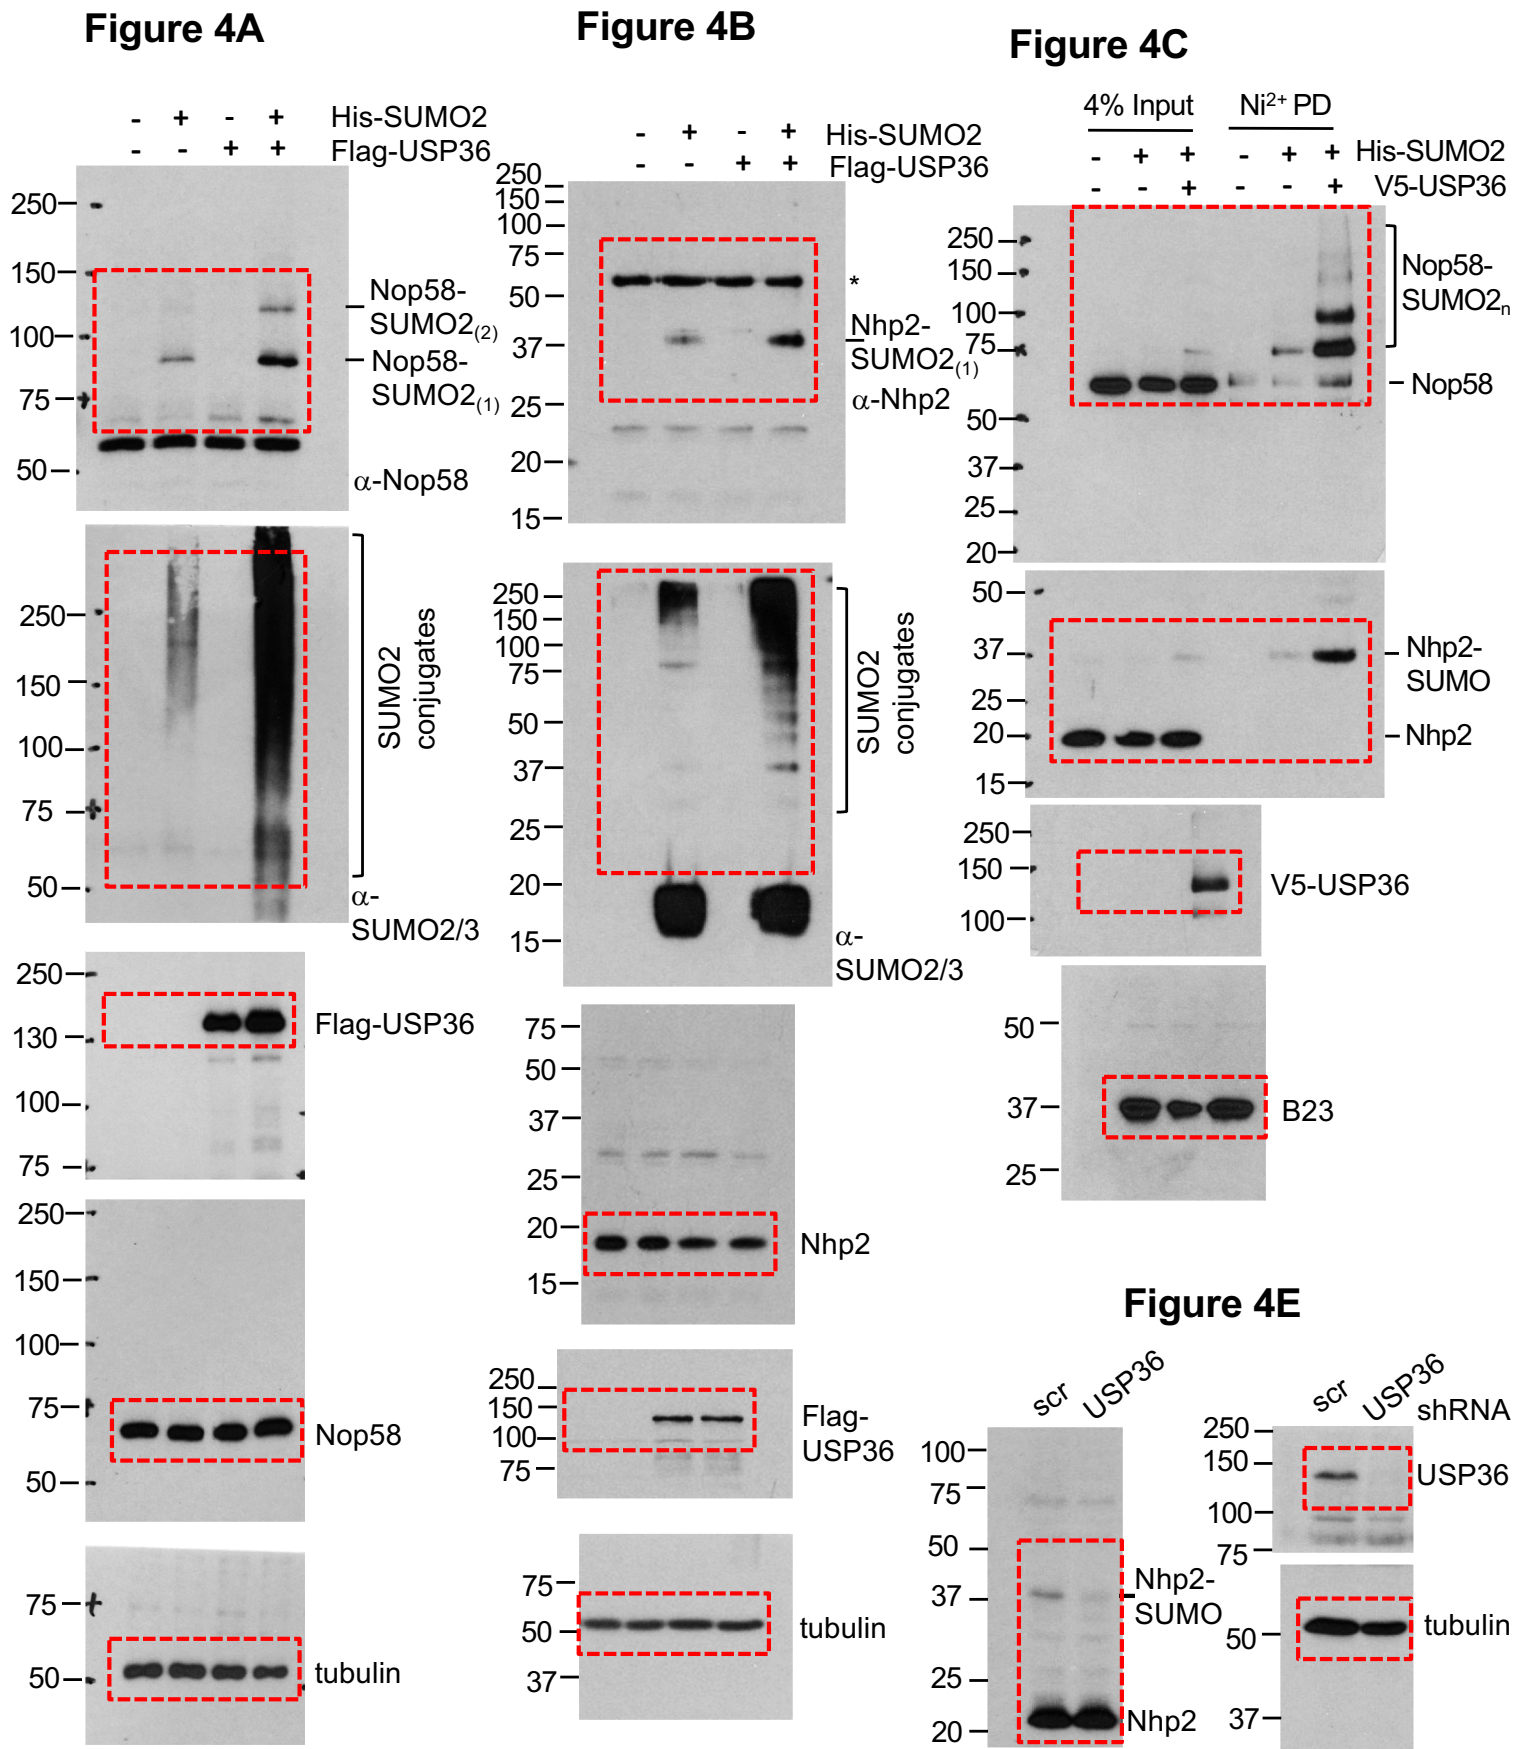 Figure 4A
- + - + His-SUMO2
- - + + Flag-USP36
250
150
100
75
50
Nop58-
SUMO2(2)
Nop58-
SUMO2(1)
α-Nop58
250
150
100
75
50
SUMO2
conjugates
α-
SUMO2/3
250
130
100
75
Flag-USP36
250
150
100
75
50
Nop58
75
50
tubulin
Figure 4B
- + - + His-SUMO2
- - + + Flag-USP36
250
150
100
75
50
37
25
20
15
*
Nhp2-
SUMO2(1)
α-Nhp2
250
150
100
75
50
37
25
20
15
SUMO2
conjugates
α-
SUMO2/3
75
50
37
25
20
15
Nhp2
250
150
100
75
Flag-
USP36
75
50
37
tubulin
Figure 4C
4% Input Ni²⁺ PD
- + + - + + His-SUMO2
- - + - - + V5-USP36
250
150
100
75
50
37
25
20
Nop58-
SUMO2n
Nop58
50
37
25
20
15
Nhp2-
SUMO
Nhp2
250
150
100
V5-USP36
50
37
25
B23
Figure 4E
scr USP36
100
75
50
37
25
20
Nhp2-
SUMO
Nhp2
scr USP36 shRNA
250
150
100
75
USP36
50
37
tubulin